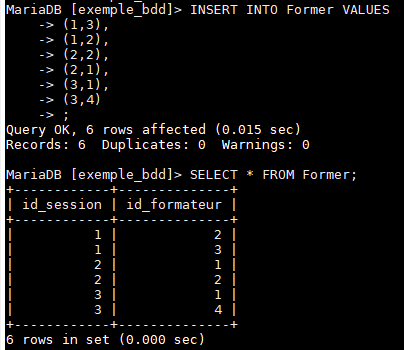 MariaDB [exemple_bdd]> INSERT INTO Former VALUES
    -> (1,3),
    -> (1,2),
    -> (2,2),
    -> (2,1),
    -> (3,1),
    -> (3,4)
    -> ;
Query OK, 6 rows affected (0.015 sec)
Records: 6  Duplicates: 0  Warnings: 0

MariaDB [exemple_bdd]> SELECT * FROM Former;
+------------+--------------+
| id_session | id_formateur |
+------------+--------------+
|          1 |            2 |
|          1 |            3 |
|          2 |            1 |
|          2 |            2 |
|          3 |            1 |
|          3 |            4 |
+------------+--------------+
6 rows in set (0.000 sec)